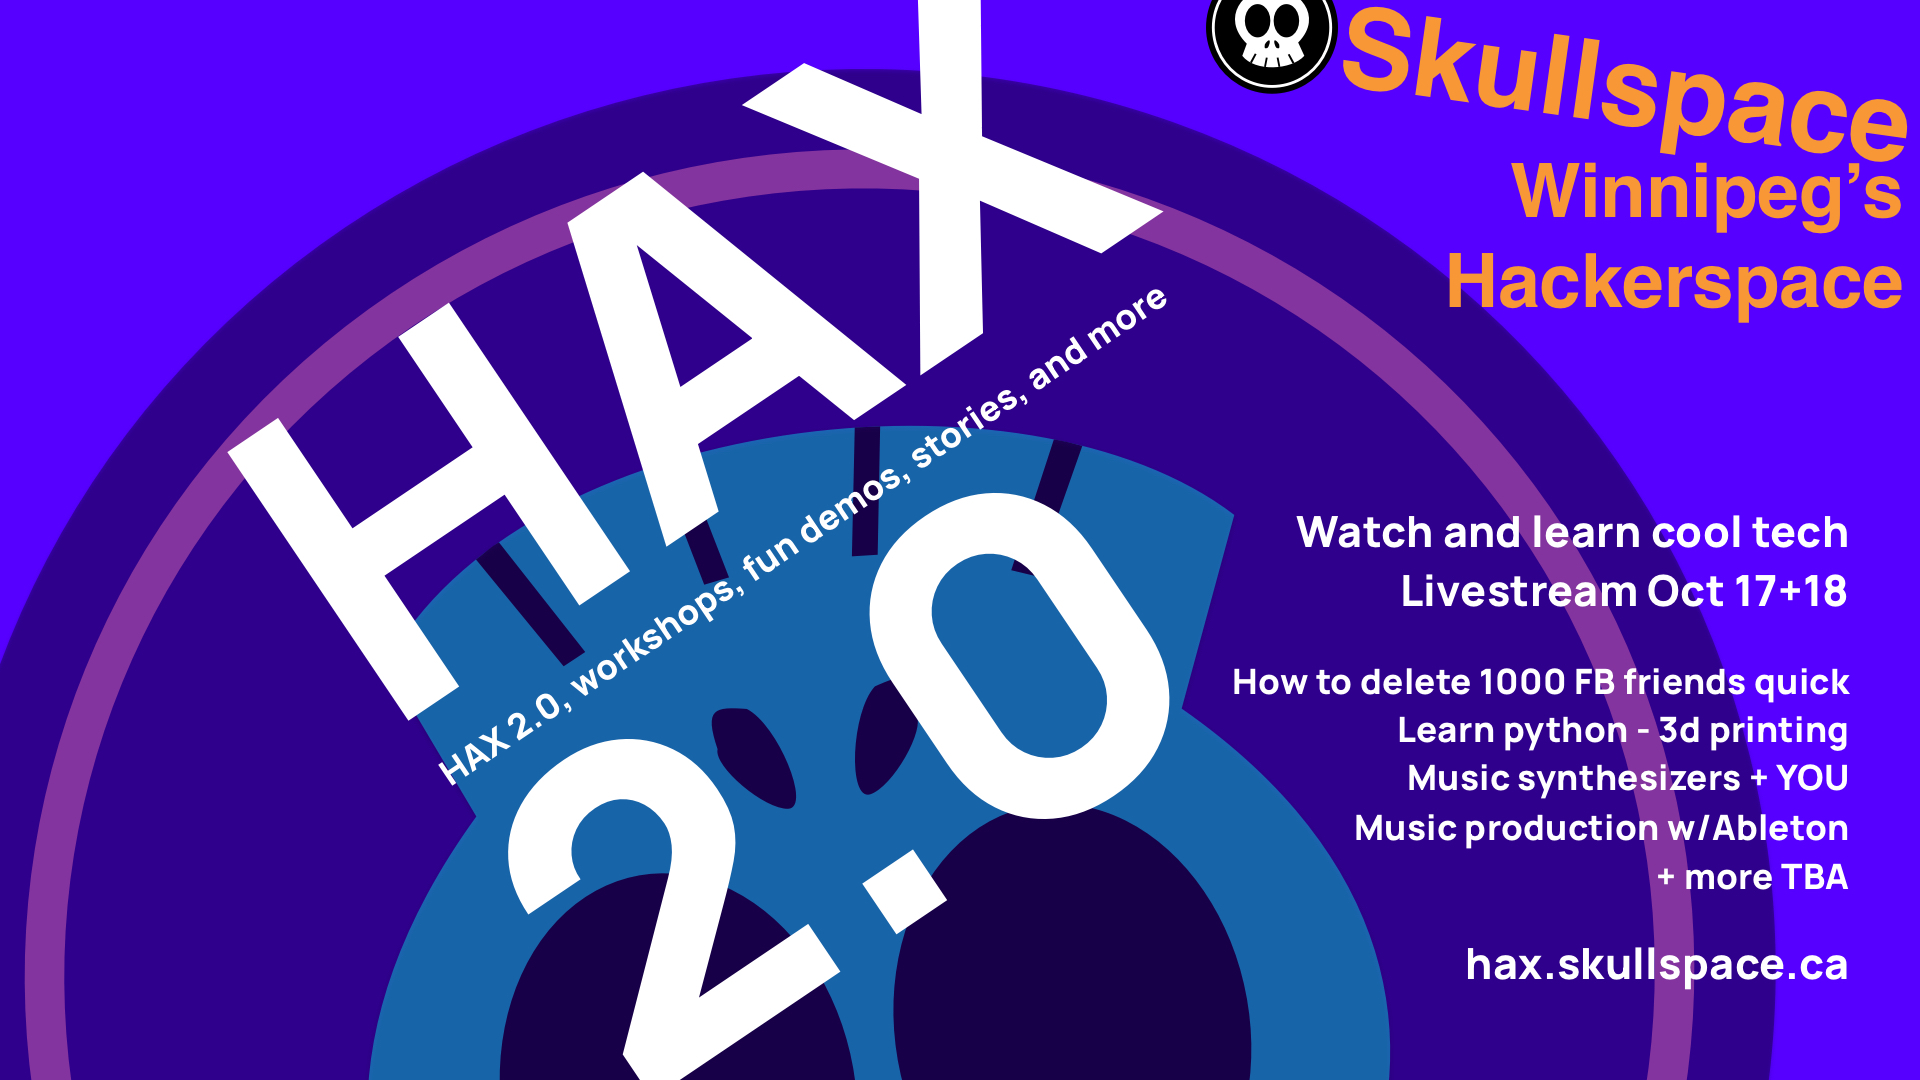 HAX
HAX 2.0, workshops, fun demos, stories, and more
2.0
Skullspace
Winnipeg’s
Hackerspace
Watch and learn cool tech
Livestream Oct 17+18
How to delete 1000 FB friends quick
Learn python - 3d printing
Music synthesizers + YOU
Music production w/Ableton
+ more TBA
hax.skullspace.ca